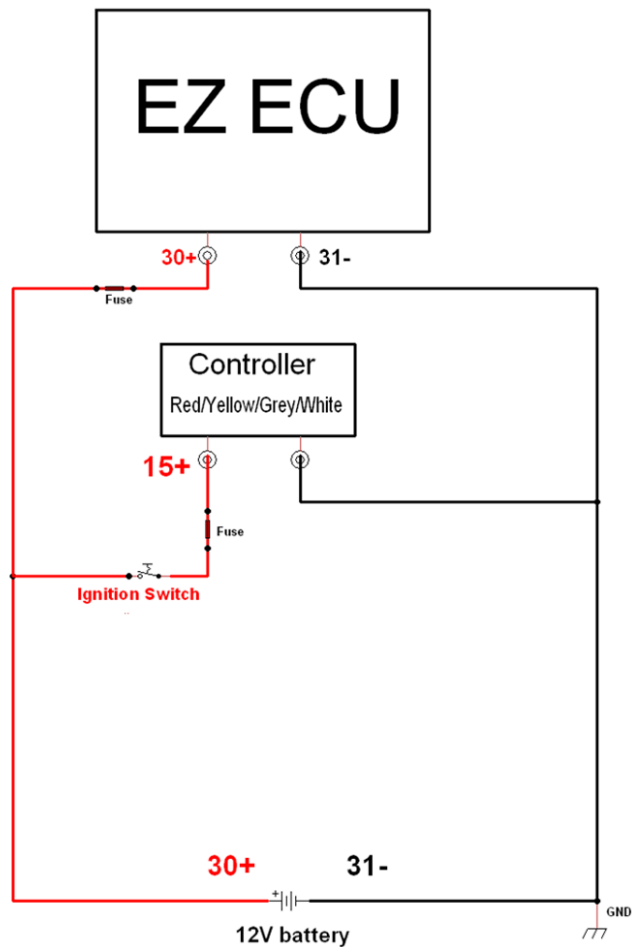 EZ ECU
30+
31-
Fuse
Controller
Red/Yellow/Grey/White
15+
Fuse
Ignition Switch
30+
31-
+
GND
12V battery